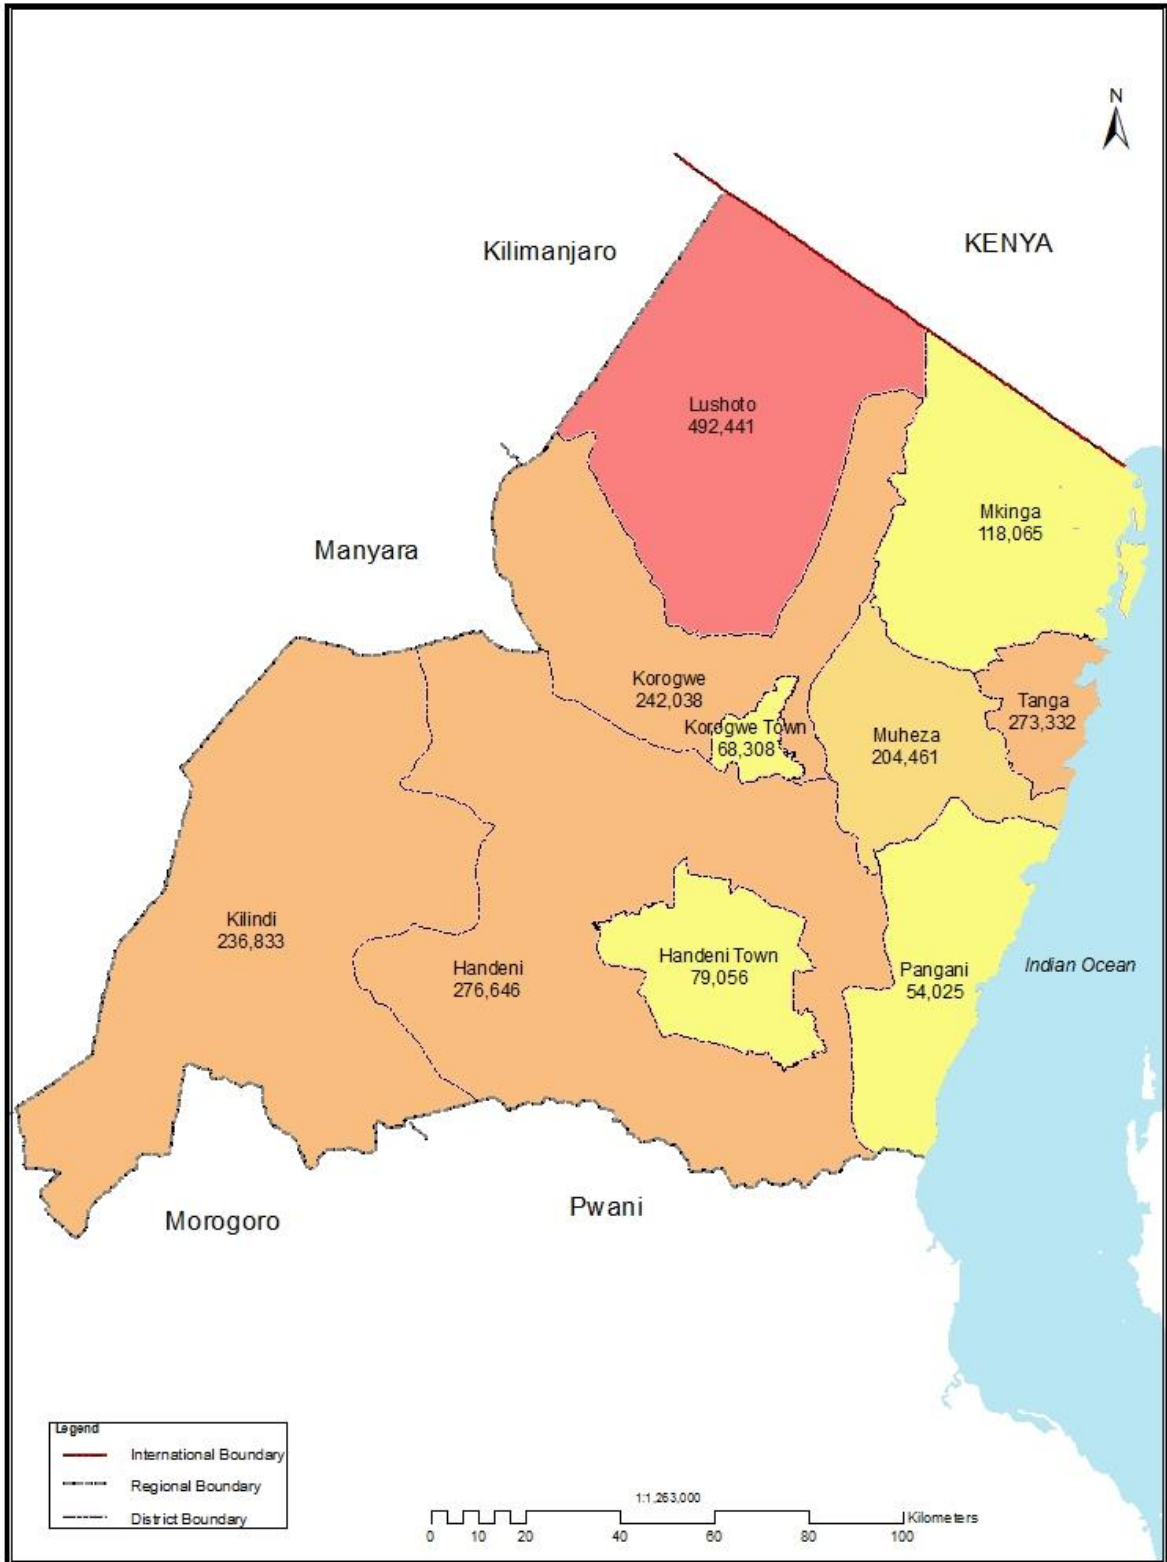 N
KENYA
Kilimanjaro
Lushoto
492,441
Mkinga
118,065
Manyara
Korogwe
242,038
Tanga
273,332
Korogwe Town
68,308
Muheza
204,461
Kilindi
236,833
Handeni
276,646
Handeni Town
79,056
Pangani
54,025
Indian Ocean
Morogoro
Pwani
Legend
International Boundary
Regional Boundary
District Boundary
1:1,263,000
Kilometers
0 10 20 40 60 80 100